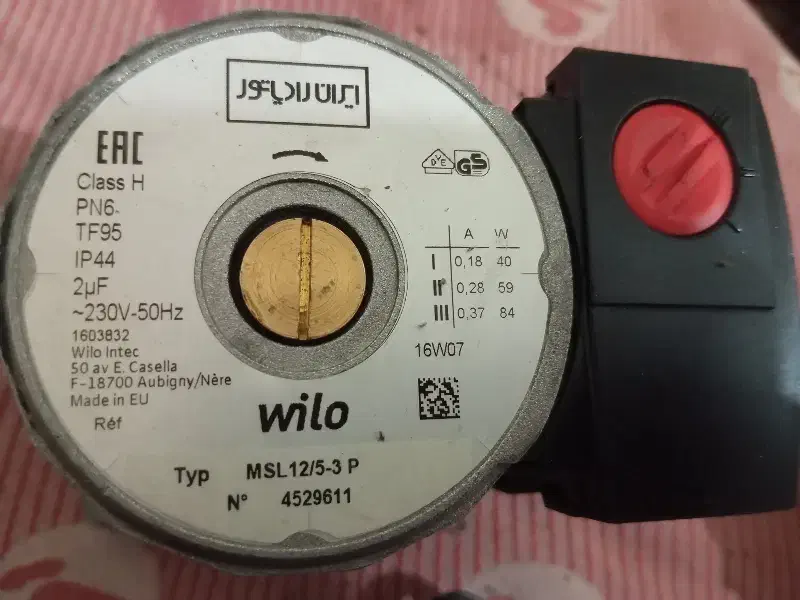 ایران رادیاتور
EAC
Class H
PN6
TF95
IP44
2µF
~230V-50Hz
1603832
Wilo Intec
50 av E. Casella
F-18700 Aubigny/Nère
Made in EU
Réf
DVE
GS
A W
I 0,18 40
II 0,28 59
III 0,37 84
16W07
wilo
Typ MSL12/5-3 P
N° 4529611